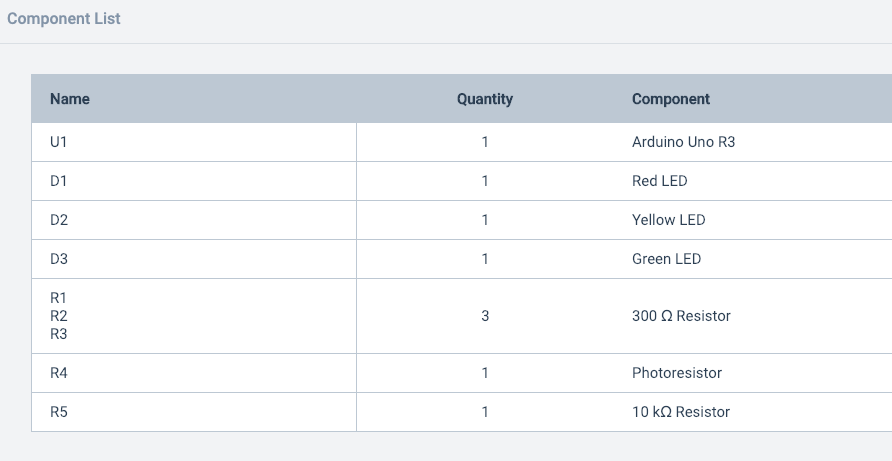 Component List
Name Quantity Component
U1 1 Arduino Uno R3
D1 1 Red LED
D2 1 Yellow LED
D3 1 Green LED
R1
R2 3 300 Ω Resistor
R3
R4 1 Photoresistor
R5 1 10 kΩ Resistor